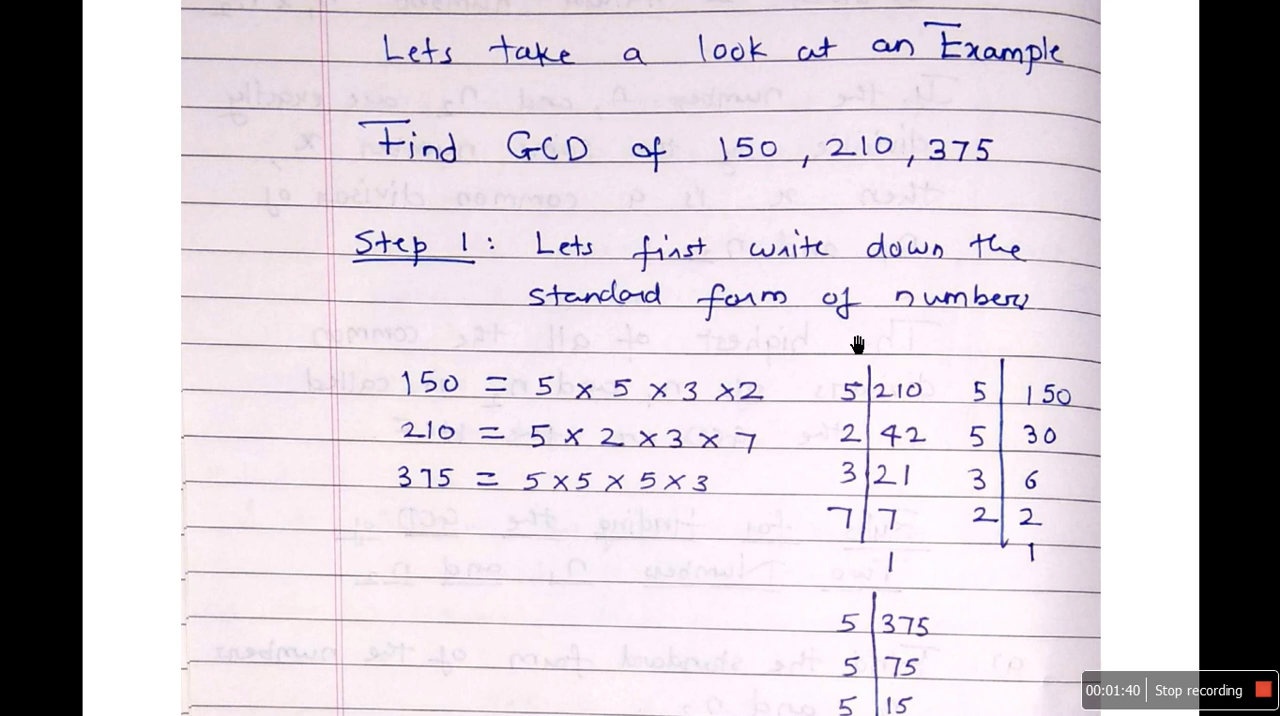 Lets take a look at an Example
Find GCD of 150, 210, 375
Step 1: Lets first write down the
standard form of numbers
150 = 5 × 5 × 3 × 2
210 = 5 × 2 × 3 × 7
375 = 5 × 5 × 5 × 3
5 | 210
2 | 42
3 | 21
7 | 7
1
5 | 150
5 | 30
3 | 6
2 | 2
1
5 | 375
5 | 75
5 | 15
00:01:40 | Stop recording